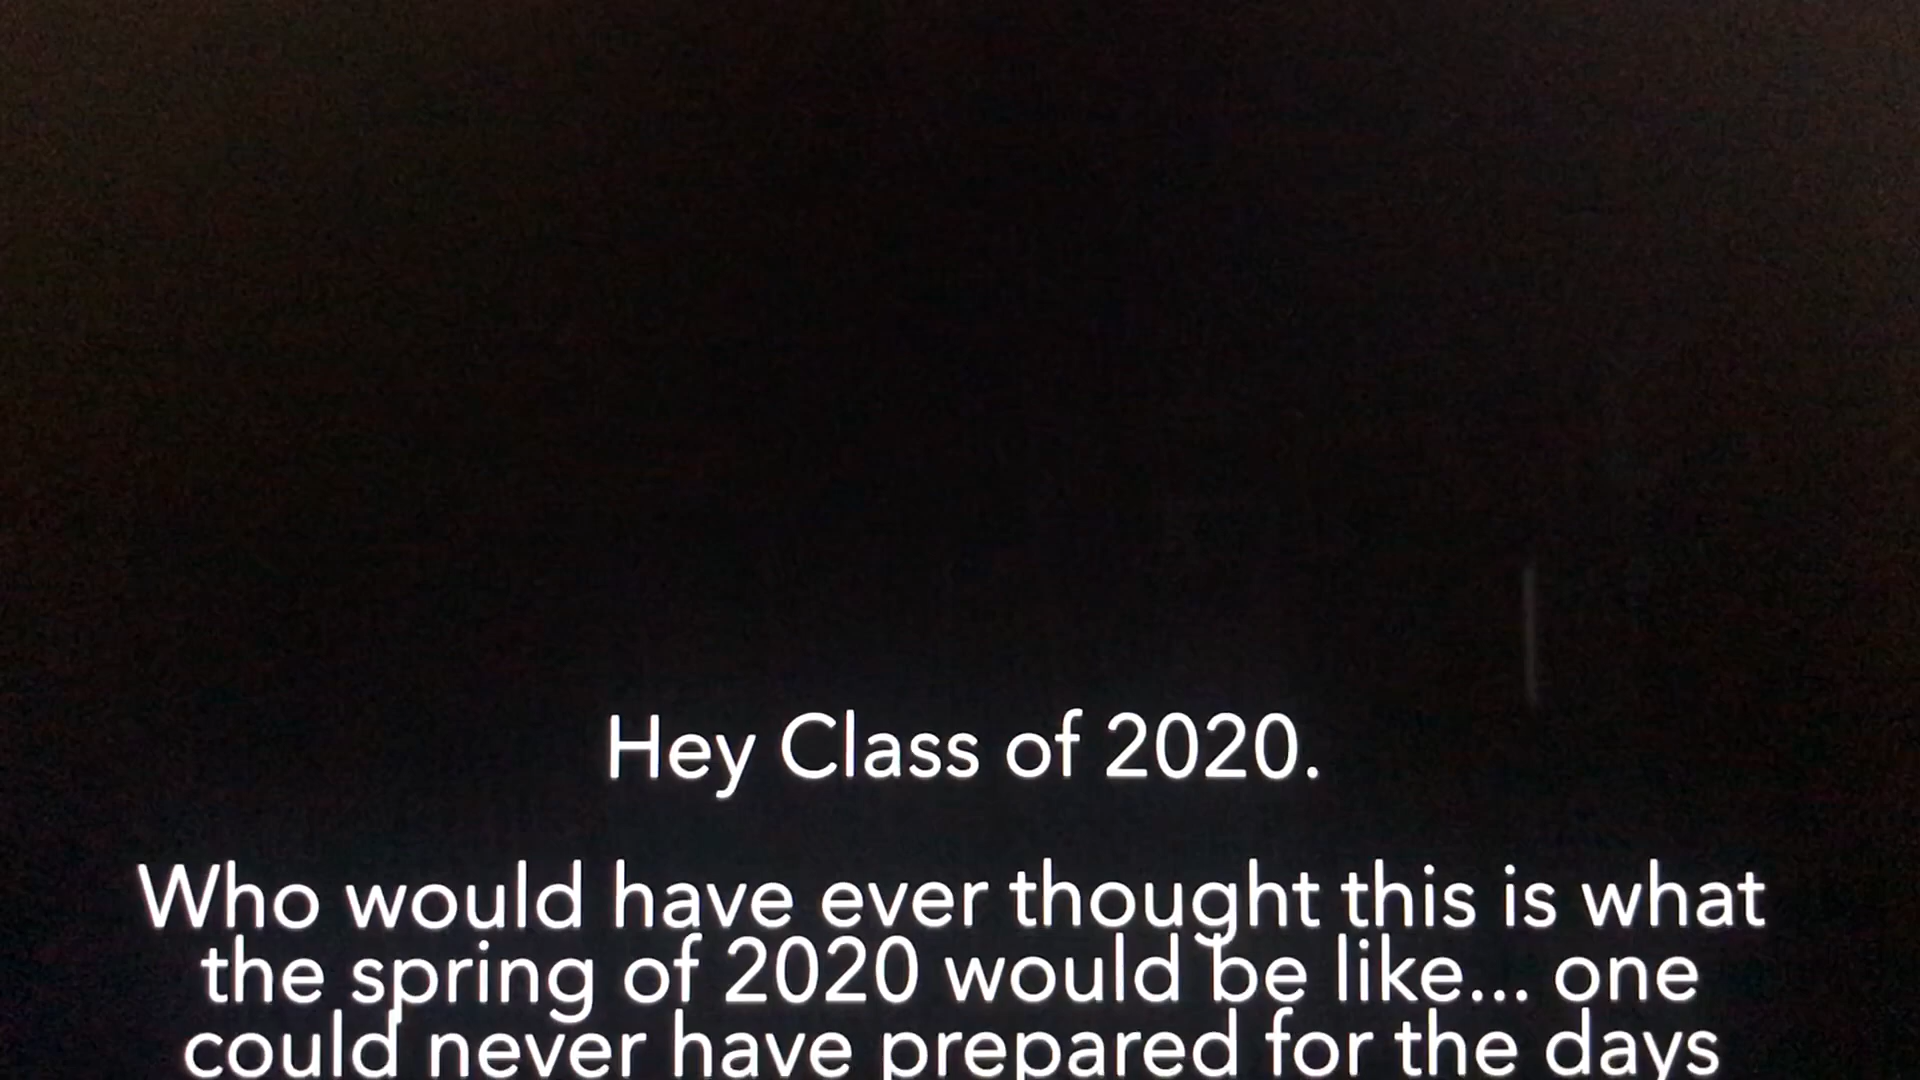 Hey Class of 2020.
Who would have ever thought this is what
the spring of 2020 would be like... one
could never have prepared for the days